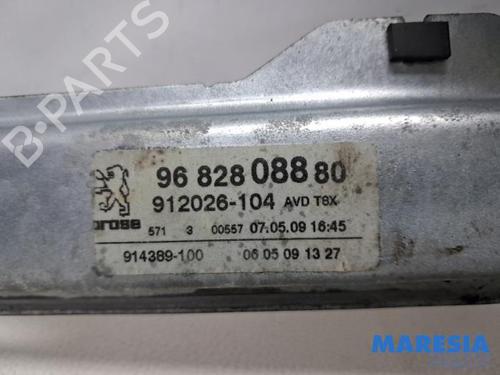 96 828 088 80
912026-104 AVD T8X
brose
571 3 00557 07.05.09 16:45
914389-100 06 05 09 13 27
B-PARTS
MARESIA